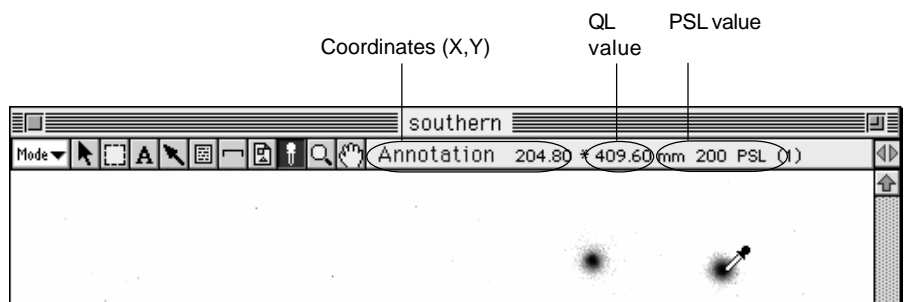 QL PSL value
Coordinates (X,Y) value
southern
Mode A Annotation 204.80 * 409.60 mm 200 PSL (1)